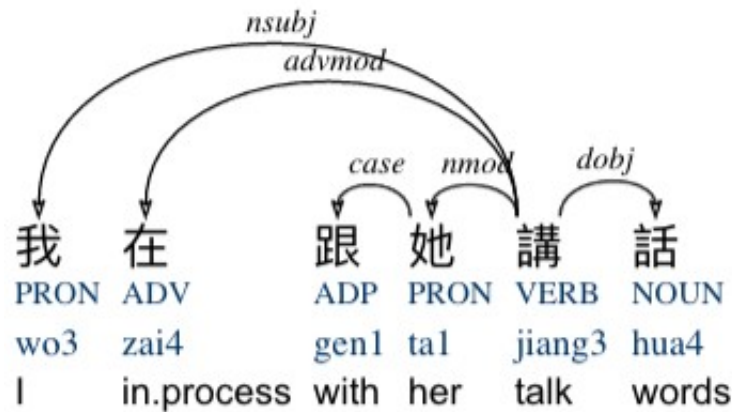 nsubj
advmod
case nmod dobj
我 在 跟 她 講 話
PRON ADV ADP PRON VERB NOUN
wo3 zai4 gen1 ta1 jiang3 hua4
I in.process with her talk words